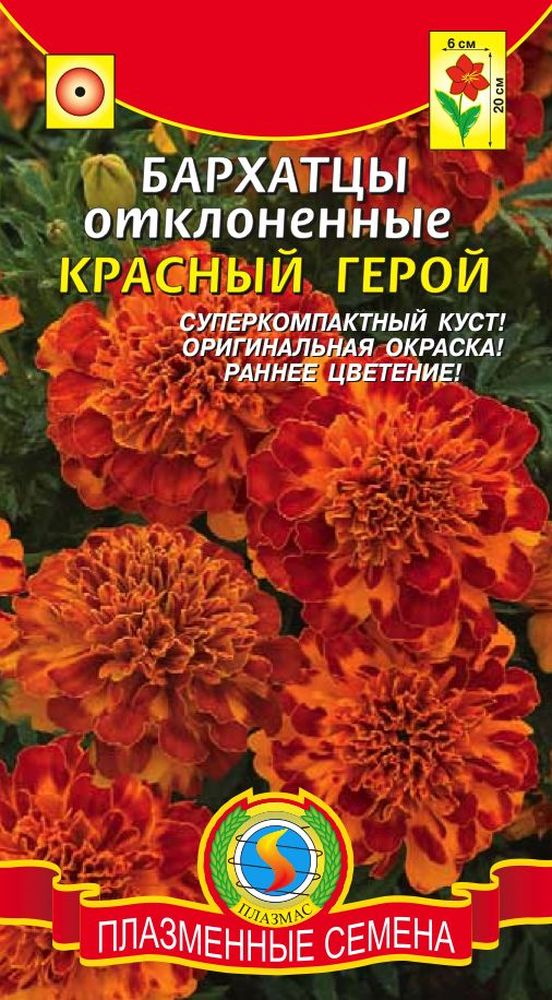 6 см
20 см
БАРХАТЦЫ
отклоненные
КРАСНЫЙ ГЕРОЙ
СУПЕРКОМПАКТНЫЙ КУСТ!
ОРИГИНАЛЬНАЯ ОКРАСКА!
РАННЕЕ ЦВЕТЕНИЕ!
ПЛАЗМАС
ПЛАЗМЕННЫЕ СЕМЕНА